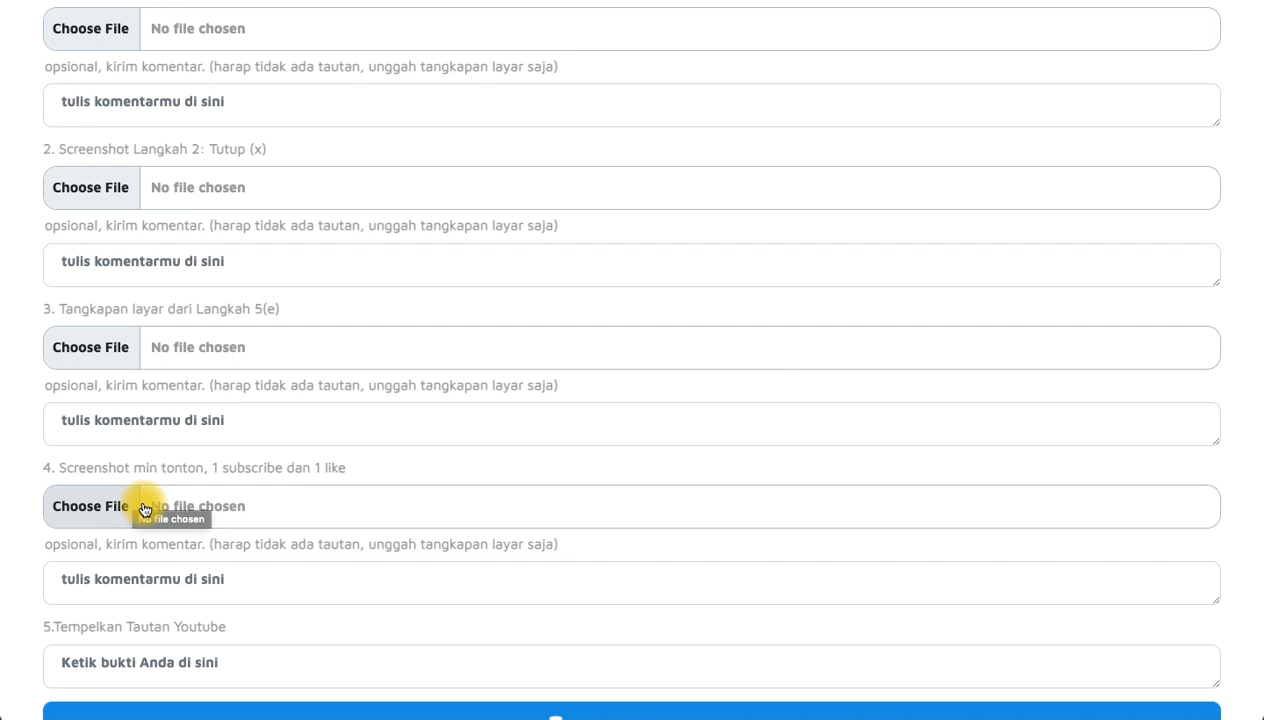 Choose File No file chosen
opsional, kirim komentar. (harap tidak ada tautan, unggah tangkapan layar saja)
tulis komentarmu di sini
2. Screenshot Langkah 2: Tutup (x)
Choose File No file chosen
opsional, kirim komentar. (harap tidak ada tautan, unggah tangkapan layar saja)
tulis komentarmu di sini
3. Tangkapan layar dari Langkah 5(e)
Choose File No file chosen
opsional, kirim komentar. (harap tidak ada tautan, unggah tangkapan layar saja)
tulis komentarmu di sini
4. Screenshot min tonton, 1 subscribe dan 1 like
Choose File No file chosen
No file chosen
opsional, kirim komentar. (harap tidak ada tautan, unggah tangkapan layar saja)
tulis komentarmu di sini
5.Tempelkan Tautan Youtube
Ketik bukti Anda di sini